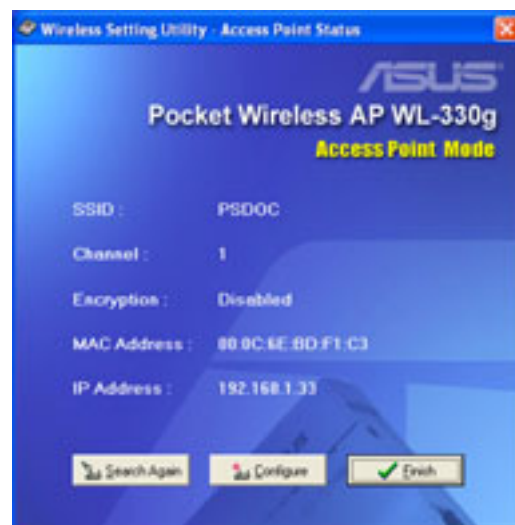 Wireless Setting Utility - Access Point Status
ASUS
Pocket Wireless AP WL-330g
Access Point Mode
SSID : PSDOC
Channel : 1
Encryption : Disabled
MAC Address : 00:0C:6E:BD:F1:C3
IP Address : 192.168.1.33
Search Again Configure Finish